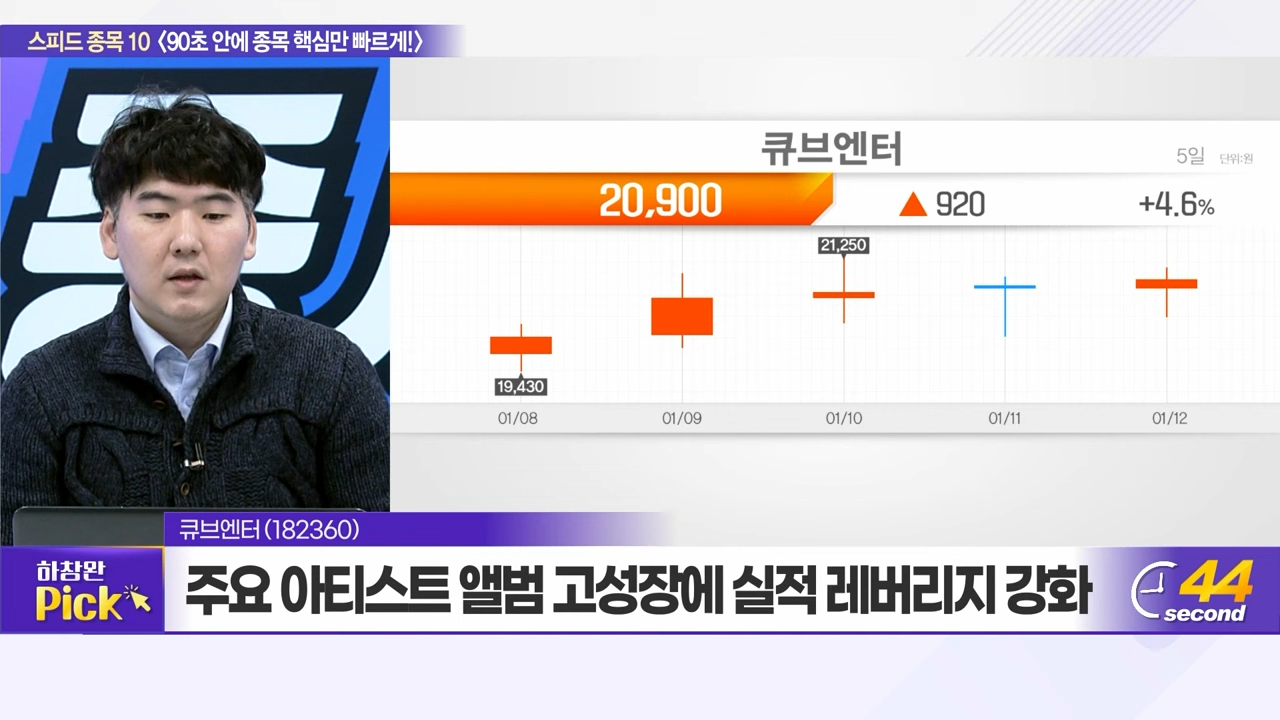 스피드 종목 10 〈90초 안에 종목 핵심만 빠르게!〉
큐브엔터
5일 단위:원
20,900 ▲ 920 +4.6%
21,250
19,430
01/08 01/09 01/10 01/11 01/12
큐브엔터(182360)
하창완
Pick
주요 아티스트 앨범 고성장에 실적 레버리지 강화
44
second